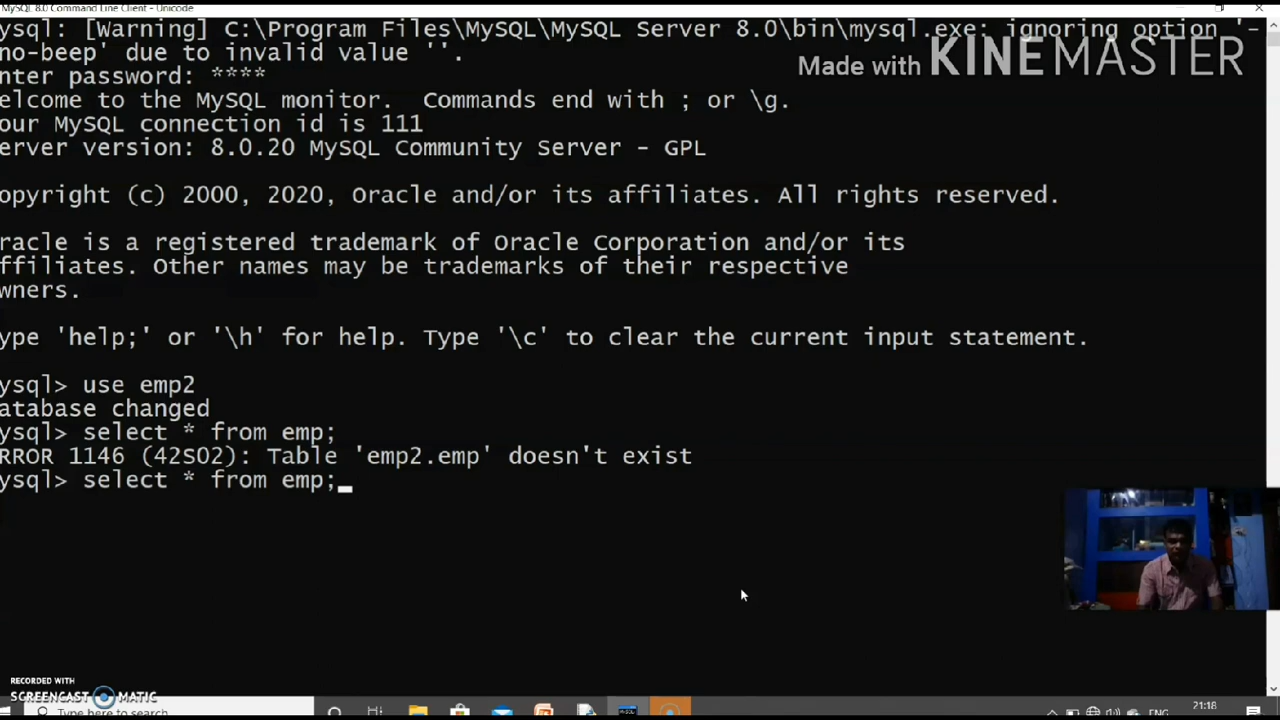 MySQL 8.0 Command Line Client - Unicode
ysql: [Warning] C:\Program Files\MySQL\MySQL Server 8.0\bin\mysql.exe: ignoring option '-
no-beep' due to invalid value ''.
Made with KINEMASTER
nter password: ****
elcome to the MySQL monitor.  Commands end with ; or \g.
our MySQL connection id is 111
erver version: 8.0.20 MySQL Community Server - GPL
opyright (c) 2000, 2020, Oracle and/or its affiliates. All rights reserved.
racle is a registered trademark of Oracle Corporation and/or its
ffiliates. Other names may be trademarks of their respective
wners.
ype 'help;' or '\h' for help. Type '\c' to clear the current input statement.
ysql> use emp2
atabase changed
ysql> select * from emp;
RROR 1146 (42S02): Table 'emp2.emp' doesn't exist
ysql> select * from emp;
RECORDED WITH
SCREENCAST MATIC
Type here to search
ENG
21:18